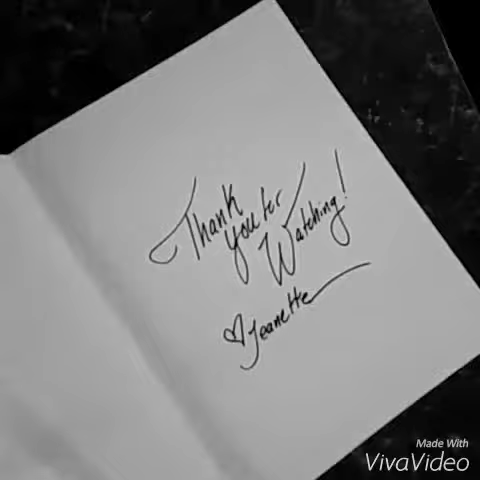 Thank
you for
Watching!
♡ Jeanette
Made With
VivaVideo